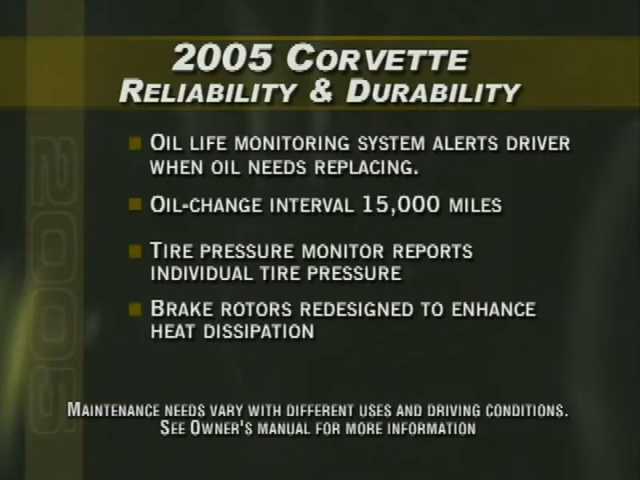 2005 CORVETTE
RELIABILITY & DURABILITY
OIL LIFE MONITORING SYSTEM ALERTS DRIVER
WHEN OIL NEEDS REPLACING.
OIL-CHANGE INTERVAL 15,000 MILES
TIRE PRESSURE MONITOR REPORTS
INDIVIDUAL TIRE PRESSURE
BRAKE ROTORS REDESIGNED TO ENHANCE
HEAT DISSIPATION
MAINTENANCE NEEDS VARY WITH DIFFERENT USES AND DRIVING CONDITIONS.
SEE OWNER'S MANUAL FOR MORE INFORMATION
2005